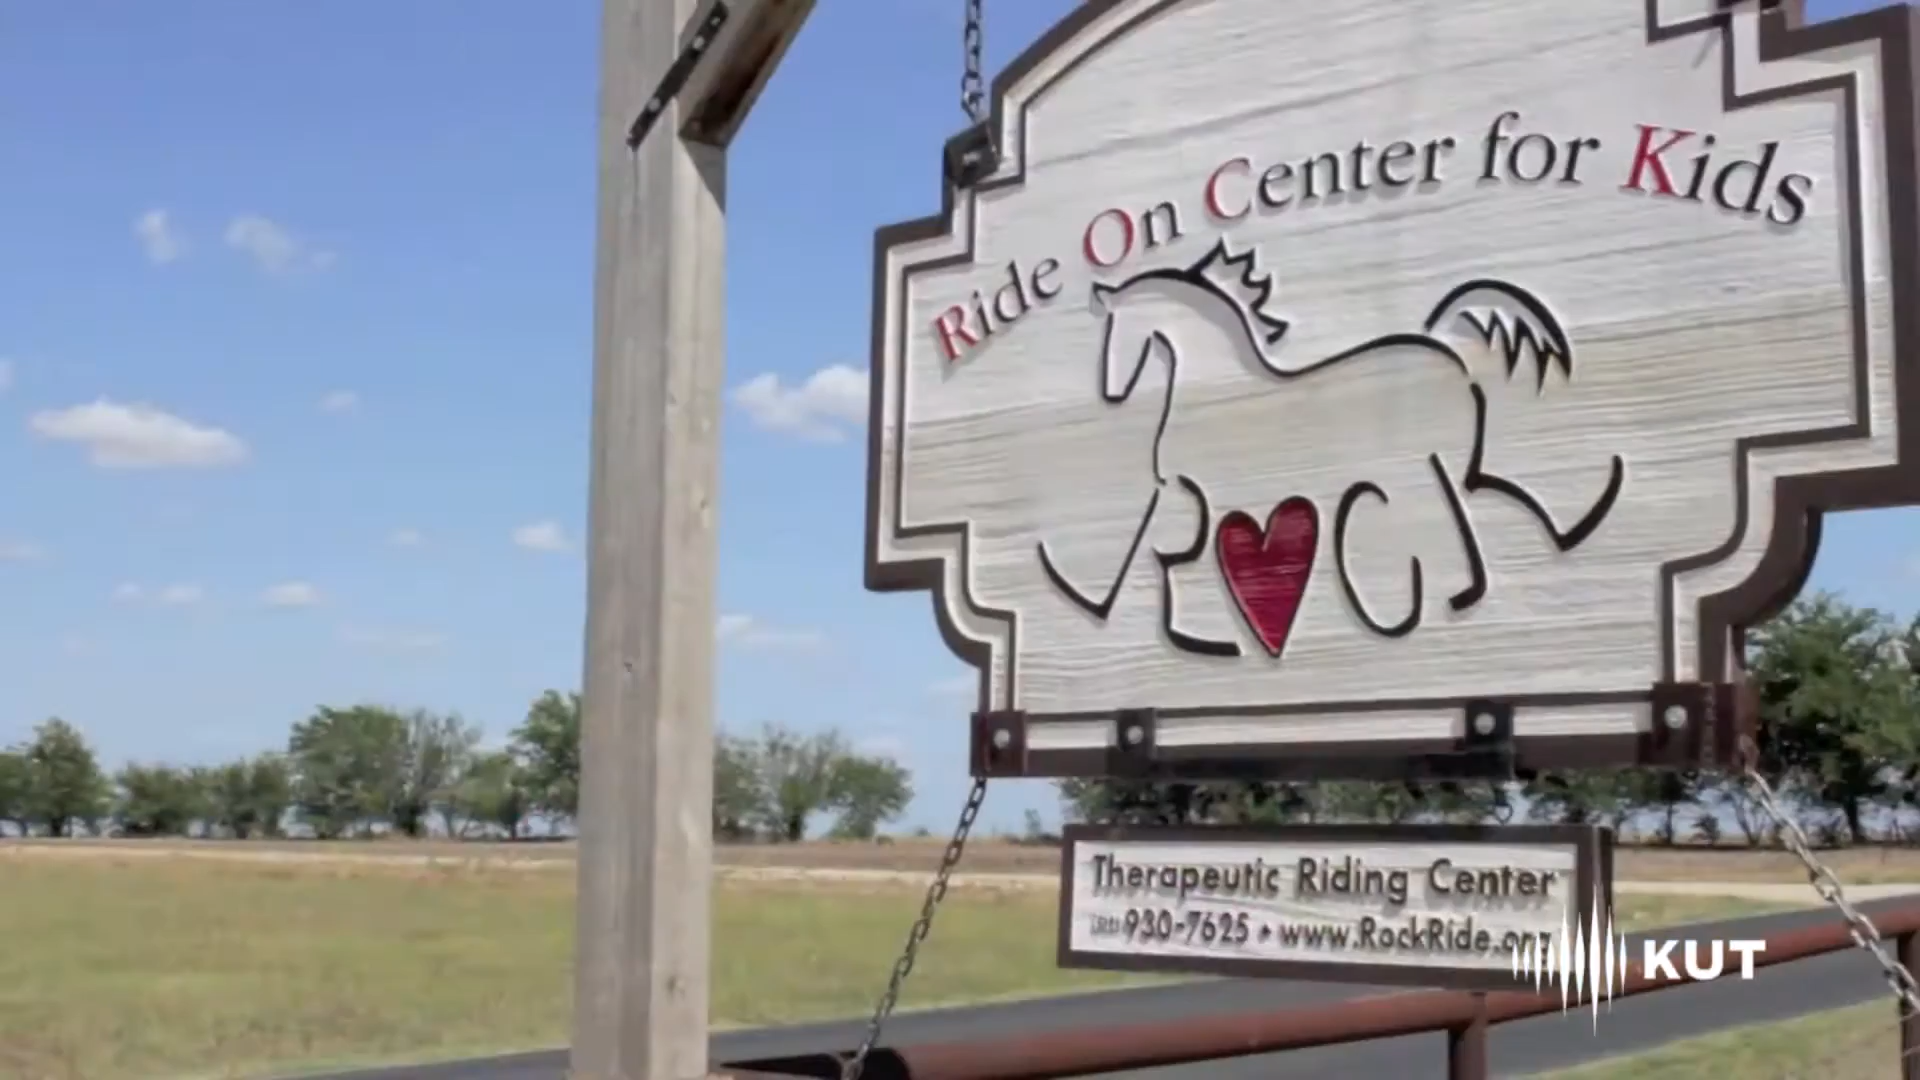 Ride On Center for Kids
ROCK
Therapeutic Riding Center
930-7625 • www.RockRide.org
KUT